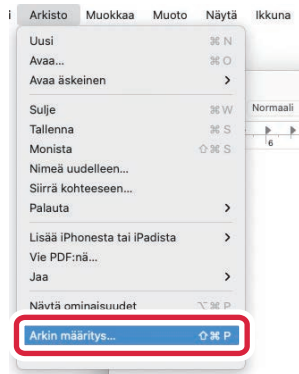 i Arkisto Muokkaa Muoto Näytä Ikkuna
Uusi ⌘ N
Avaa... ⌘ O
Avaa äskeinen >
Sulje ⌘ W
Tallenna ⌘ S
Monista ⇧ ⌘ S
Nimeä uudelleen...
Siirrä kohteeseen...
Palauta >
Lisää iPhonesta tai iPadista >
Vie PDF:nä...
Jaa >
Näytä ominaisuudet ⌥ ⌘ P
Arkin määritys... ⇧ ⌘ P
Normaali
6